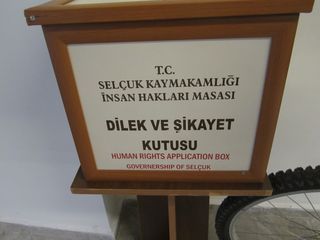 T.C.
SELÇUK KAYMAKAMLIĞI
İNSAN HAKLARI MASASI
DİLEK VE ŞİKAYET
KUTUSU
HUMAN RIGHTS APPLICATION BOX
GOVERNERSHIP OF SELÇUK